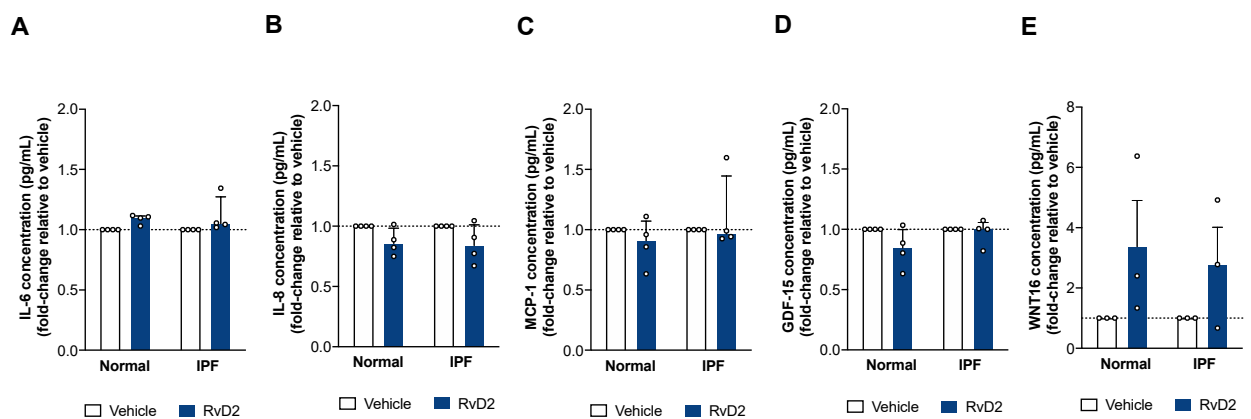 A
IL-6 concentration (pg/mL)
(fold-change relative to vehicle)
2.0
1.5
1.0
0.5
0.0
Normal
IPF
Vehicle
RvD2
B
IL-8 concentration (pg/mL)
(fold-change relative to vehicle)
2.0
1.5
1.0
0.5
0.0
Normal
IPF
Vehicle
RvD2
C
MCP-1 concentration (pg/mL)
(fold-change relative to vehicle)
2.0
1.5
1.0
0.5
0.0
Normal
IPF
Vehicle
RvD2
D
GDF-15 concentration (pg/mL)
(fold-change relative to vehicle)
2.0
1.5
1.0
0.5
0.0
Normal
IPF
Vehicle
RvD2
E
WNT16 concentration (pg/mL)
(fold-change relative to vehicle)
8
6
4
2
0
Normal
IPF
Vehicle
RvD2